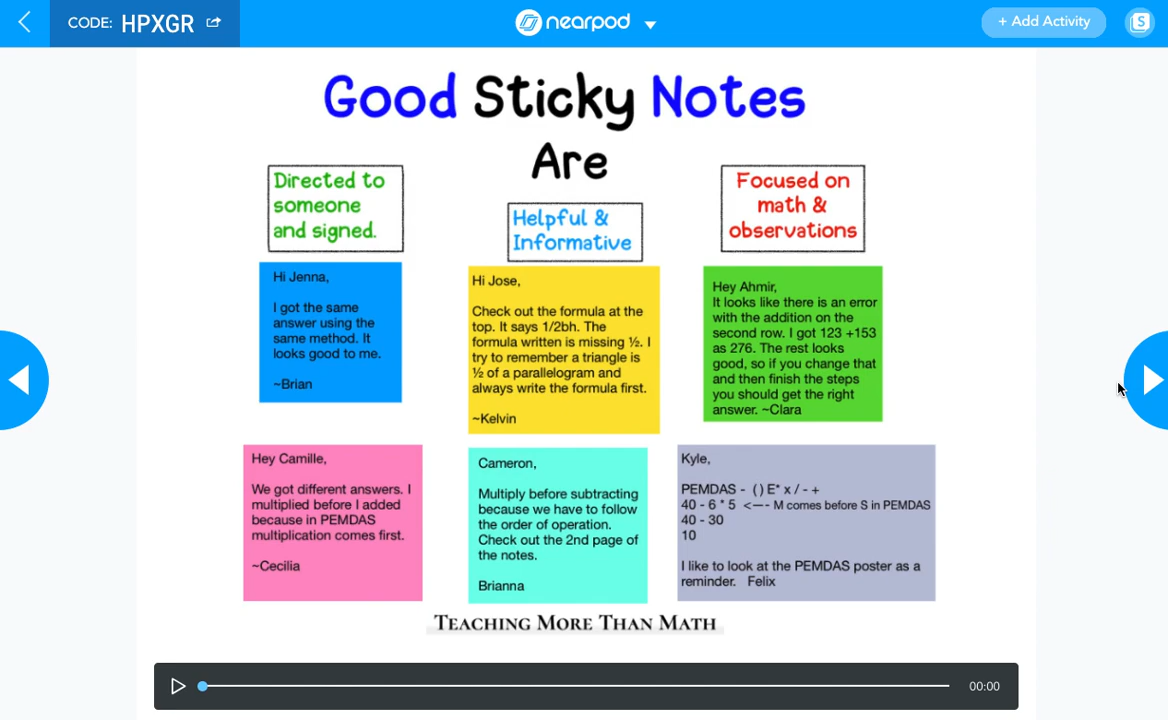 CODE: HPXGR
nearpod
+ Add Activity
S
Good Sticky Notes
Are
Directed to
someone
and signed.
Helpful &
Informative
Focused on
math &
observations
Hi Jenna,
I got the same
answer using the
same method. It
looks good to me.
~Brian
Hi Jose,
Check out the formula at the
top. It says 1/2bh. The
formula written is missing ½. I
try to remember a triangle is
½ of a parallelogram and
always write the formula first.
~Kelvin
Hey Ahmir,
It looks like there is an error
with the addition on the
second row. I got 123 +153
as 276. The rest looks
good, so if you change that
and then finish the steps
you should get the right
answer. ~Clara
Hey Camille,
We got different answers. I
multiplied before I added
because in PEMDAS
multiplication comes first.
~Cecilia
Cameron,
Multiply before subtracting
because we have to follow
the order of operation.
Check out the 2nd page of
the notes.
Brianna
Kyle,
PEMDAS - ( ) E* x / - +
40 - 6 * 5 <—- M comes before S in PEMDAS
40 - 30
10
I like to look at the PEMDAS poster as a
reminder. Felix
Teaching More Than Math
00:00